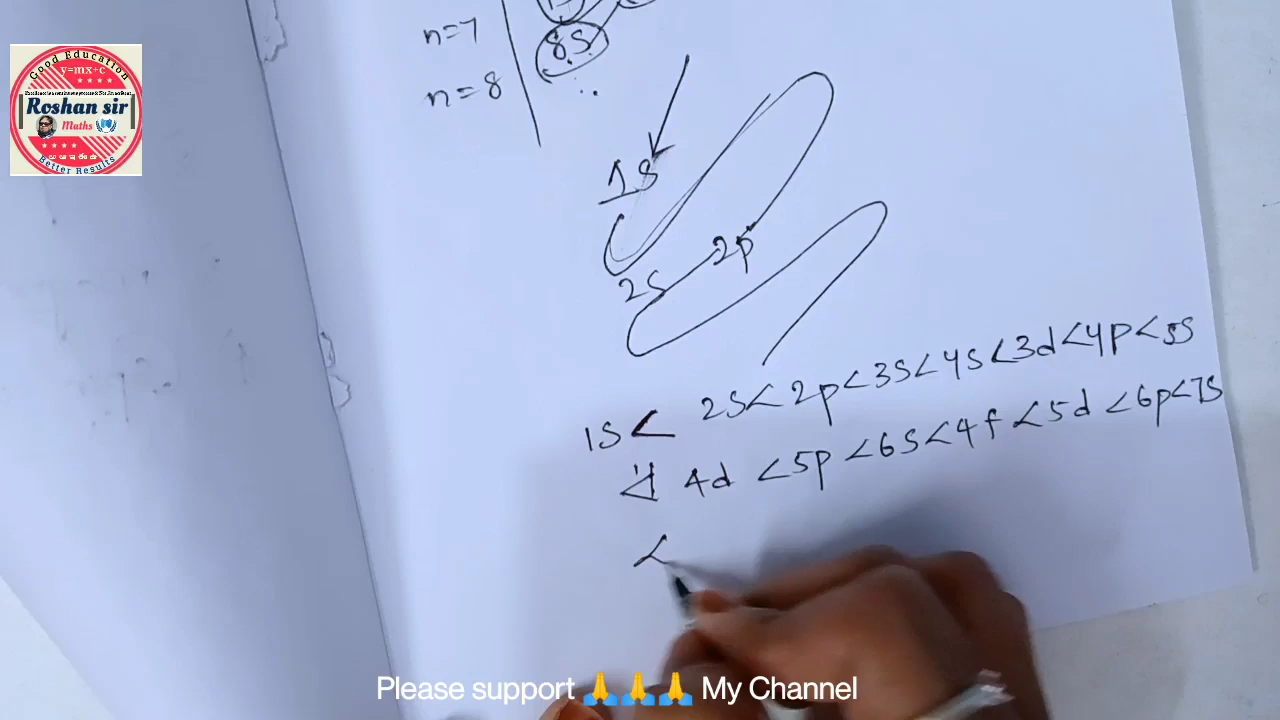 Good Education
y=mx+c
Roshan sir
Maths
Better Results
n=7
8s
n=8
1s
2s 2p
1s < 2s < 2p < 3s < 4s < 3d < 4p < 5s
< 4d < 5p < 6s < 4f < 5d < 6p < 7s
<
Please support 🙏🙏🙏 My Channel